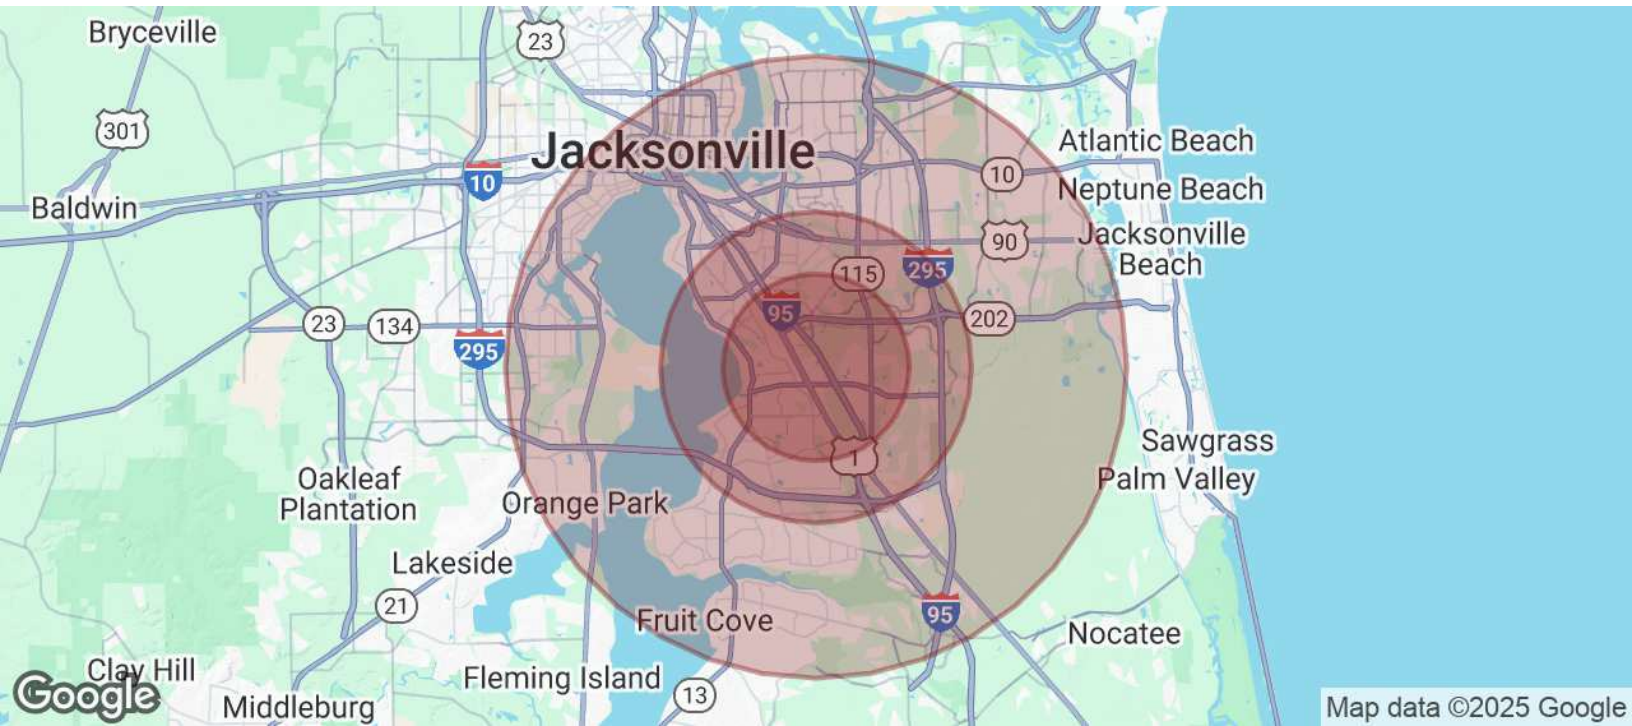 Bryceville
23
301
Jacksonville
Atlantic Beach
10
10
Neptune Beach
Baldwin
Jacksonville
Beach
90
295
115
95
202
23
134
295
Sawgrass
1
Palm Valley
Oakleaf
Plantation
Orange Park
Lakeside
21
Fruit Cove
95
Nocatee
Clay Hill
Fleming Island
13
Middleburg
Google
Map data ©2025 Google